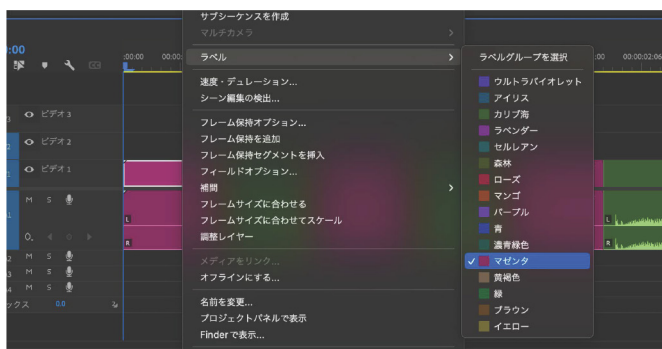 サブシーケンスを作成
マルチカメラ
:00
:00:00
00:00:
ラベル
ラベルグループを選択
:00
00:00:02:06
ウルトラバイオレット
速度・デュレーション...
アイリス
シーン編集の検出...
カリブ海
ラベンダー
フレーム保持オプション...
セルレアン
フレーム保持を追加
森林
フレーム保持セグメントを挿入
ローズ
フィールドオプション...
マンゴ
補間
パープル
フレームサイズに合わせる
青
フレームサイズに合わせてスケール
濃青緑色
調整レイヤー
マゼンタ
メディアをリンク...
黄褐色
オフラインにする...
緑
名前を変更...
ブラウン
プロジェクトパネルで表示
イエロー
Finder で表示...
3
ビデオ 3
2
ビデオ 2
ビデオ 1
M S
L
L
R
R
2 M S
3 M S
4 M S
ックス 0.0